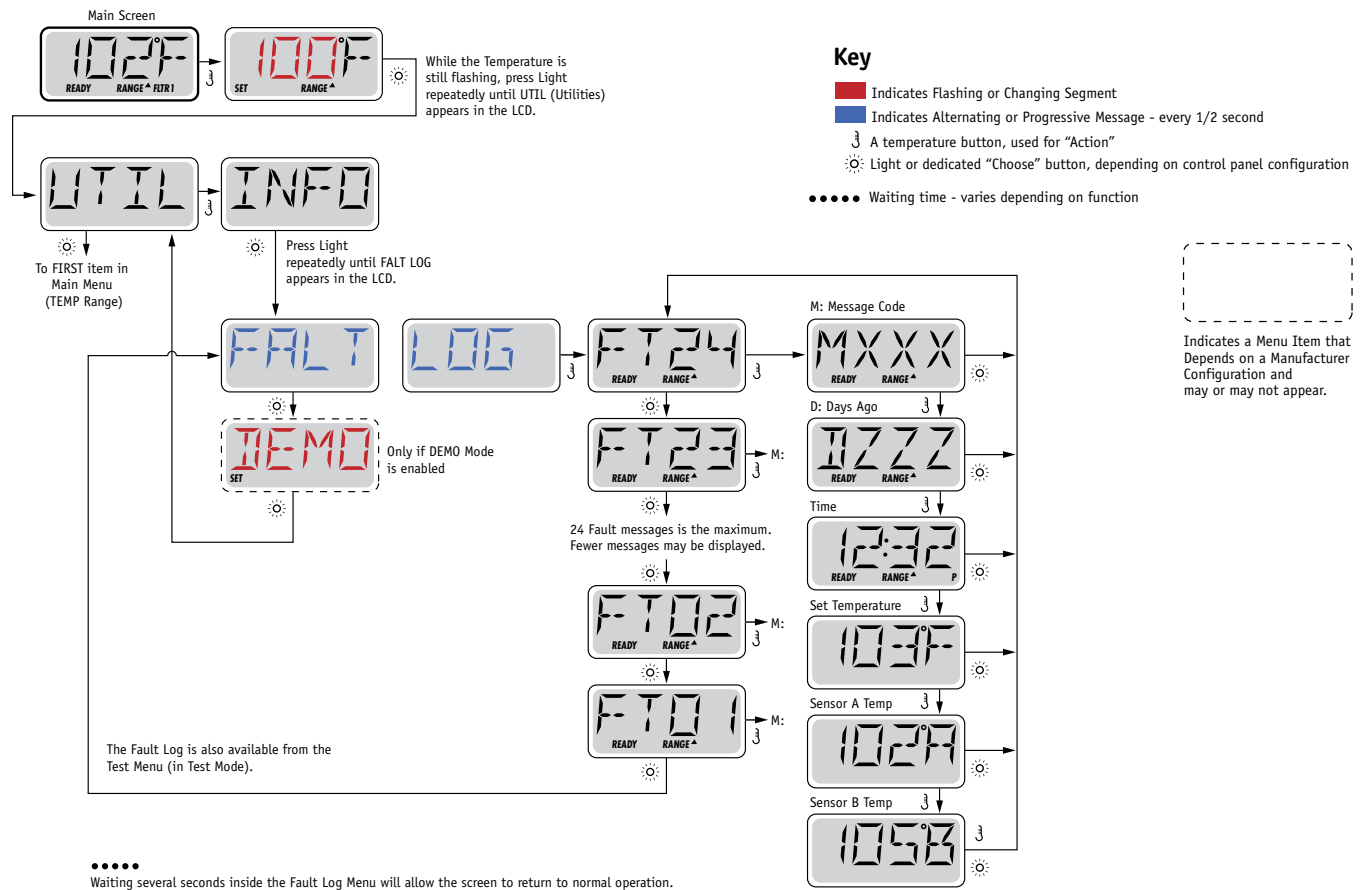 Main Screen
102°F
READY RANGE FLTR1
100°F
SET RANGE
While the Temperature is
still flashing, press Light
repeatedly until UTIL (Utilities)
appears in the LCD.
Key
Indicates Flashing or Changing Segment
Indicates Alternating or Progressive Message - every 1/2 second
A temperature button, used for “Action”
Light or dedicated “Choose” button, depending on control panel configuration
Waiting time - varies depending on function
UTIL
INFO
To FIRST item in
Main Menu
(TEMP Range)
Press Light
repeatedly until FALT LOG
appears in the LCD.
Indicates a Menu Item that
Depends on a Manufacturer
Configuration and
may or may not appear.
FALT
LOG
FT24
READY RANGE
M: Message Code
MXXX
READY RANGE
DEMO
SET
Only if DEMO Mode
is enabled
FT23
READY RANGE
M:
D: Days Ago
DZZZ
READY RANGE
24 Fault messages is the maximum.
Fewer messages may be displayed.
Time
12:32
READY RANGE P
FT02
READY RANGE
M:
Set Temperature
103°F
FT01
READY RANGE
M:
Sensor A Temp
102°A
Sensor B Temp
105°B
The Fault Log is also available from the
Test Menu (in Test Mode).
Waiting several seconds inside the Fault Log Menu will allow the screen to return to normal operation.